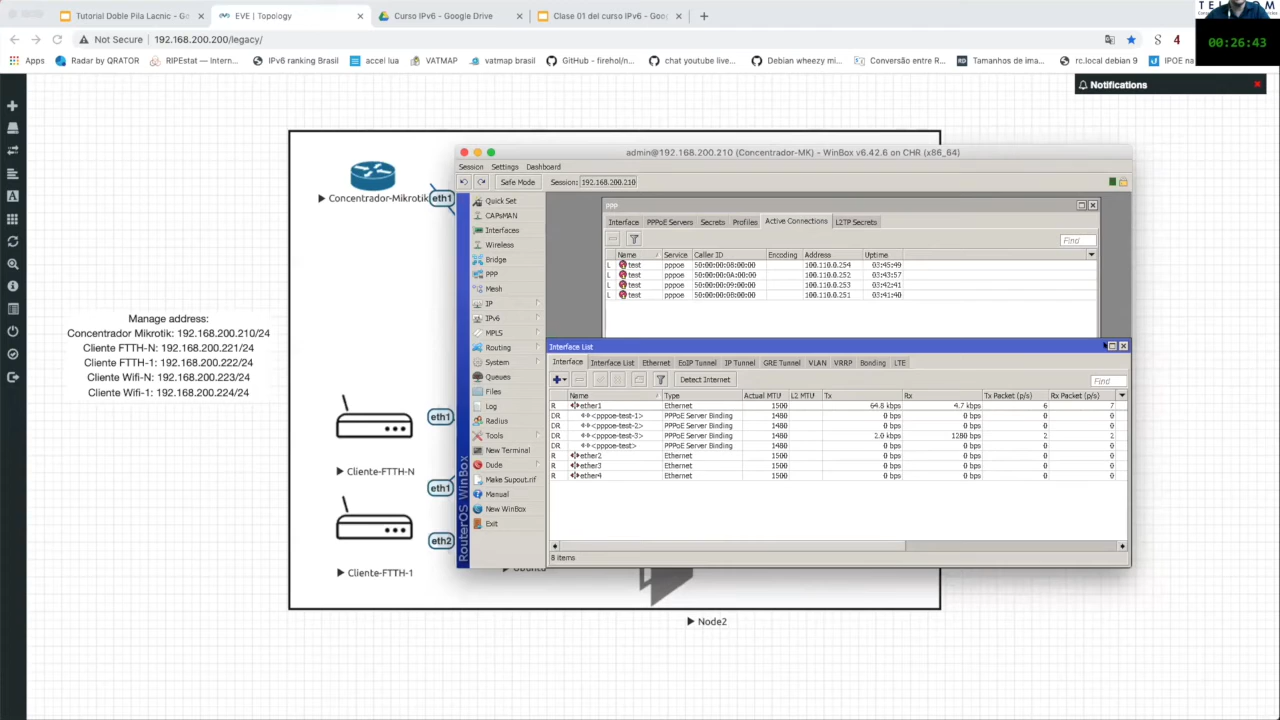 Tutorial Doble Pila Lacnic - Go
EVE | Topology
Curso IPv6 - Google Drive
Clase 01 del curso IPv6 - Goo
Not Secure | 192.168.200.200/legacy/
00:26:43
Apps
Radar by QRATOR
RIPEstat — Intern...
IPv6 ranking Brasil
accel lua
VATMAP
vatmap brasil
GitHub - firehol/n...
chat youtube live...
Debian wheezy mi...
Conversão entre R...
Tamanhos de ima...
rc.local debian 9
IPOE na
Notifications
admin@192.168.200.210 (Concentrador-MK) - WinBox v6.42.6 on CHR (x86_64)
Session Settings Dashboard
Safe Mode Session: 192.168.200.210
Concentrador-Mikrotik
eth1
Manage address:
Concentrador Mikrotik: 192.168.200.210/24
Cliente FTTH-N: 192.168.200.221/24
Cliente FTTH-1: 192.168.200.222/24
Cliente Wifi-N: 192.168.200.223/24
Cliente Wifi-1: 192.168.200.224/24
eth1
Cliente-FTTH-N
eth1
eth2
Cliente-FTTH-1
Node2
RouterOS WinBox
Quick Set
CAPsMAN
Interfaces
Wireless
Bridge
PPP
Mesh
IP
IPv6
MPLS
Routing
System
Queues
Files
Log
Radius
Tools
New Terminal
Dude
Make Supout.rif
Manual
New WinBox
Exit
PPP
Interface PPPoE Servers Secrets Profiles Active Connections L2TP Secrets
Find
Name Service Caller ID Encoding Address Uptime
L test pppoe 50:00:00:08:00:00 100.110.0.254 03:45:49
L test pppoe 50:00:00:0A:00:00 100.110.0.252 03:43:57
L test pppoe 50:00:00:09:00:00 100.110.0.253 03:42:41
L test pppoe 50:00:00:0B:00:00 100.110.0.251 03:41:40
Interface List
Interface Interface List Ethernet EoIP Tunnel IP Tunnel GRE Tunnel VLAN VRRP Bonding LTE
Detect Internet
Find
Name Type Actual MTU L2 MTU Tx Rx Tx Packet (p/s) Rx Packet (p/s)
R ether1 Ethernet 1500 64.8 kbps 4.7 kbps 6 7
DR <pppoe-test-1> PPPoE Server Binding 1480 0 bps 0 bps 0 0
DR <pppoe-test-2> PPPoE Server Binding 1480 0 bps 0 bps 0 0
DR <pppoe-test-3> PPPoE Server Binding 1480 2.0 kbps 1280 bps 2 2
DR <pppoe-test> PPPoE Server Binding 1480 0 bps 0 bps 0 0
R ether2 Ethernet 1500 0 bps 0 bps 0 0
R ether3 Ethernet 1500 0 bps 0 bps 0 0
R ether4 Ethernet 1500 0 bps 0 bps 0 0
8 items